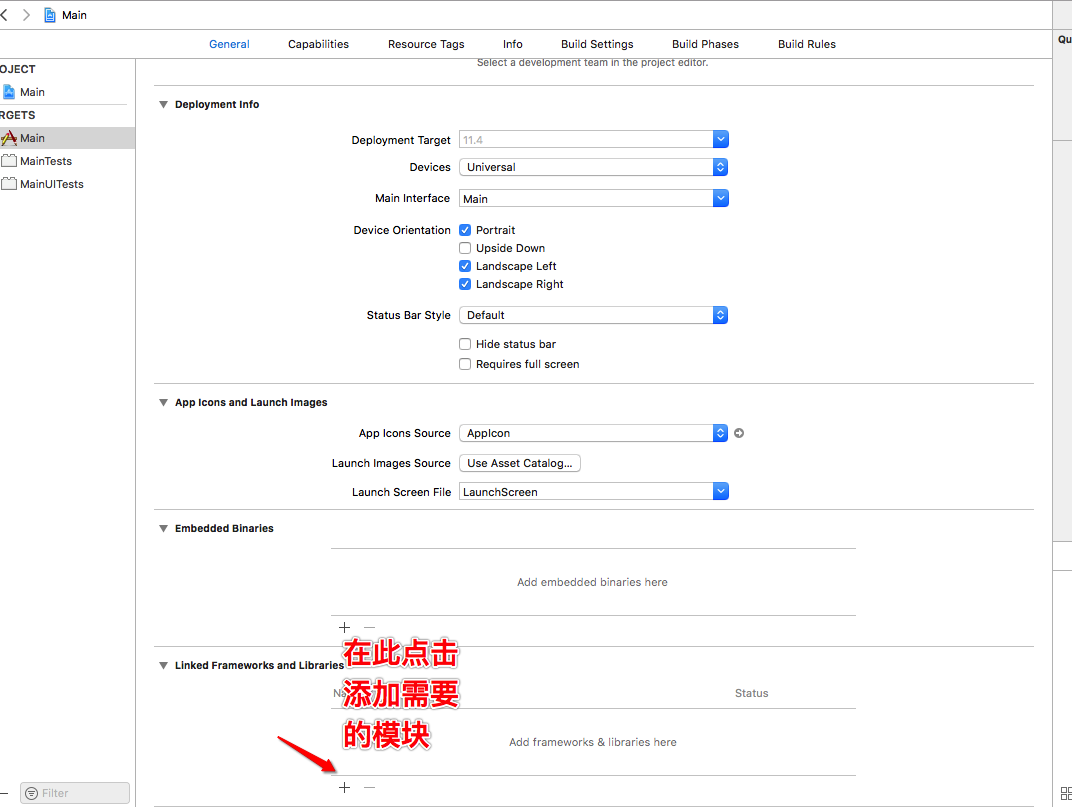 Main
Qu
General Capabilities Resource Tags Info Build Settings Build Phases Build Rules
Select a development team in the project editor.
OJECT
Main
RGETS
Main
MainTests
MainUITests
Deployment Info
Deployment Target 11.4
Devices Universal
Main Interface Main
Device Orientation Portrait
Upside Down
Landscape Left
Landscape Right
Status Bar Style Default
Hide status bar
Requires full screen
App Icons and Launch Images
App Icons Source AppIcon
Launch Images Source Use Asset Catalog...
Launch Screen File LaunchScreen
Embedded Binaries
Add embedded binaries here
Linked Frameworks and Libraries
Status
在此点击
添加需要
的模块
Add frameworks & libraries here
Filter